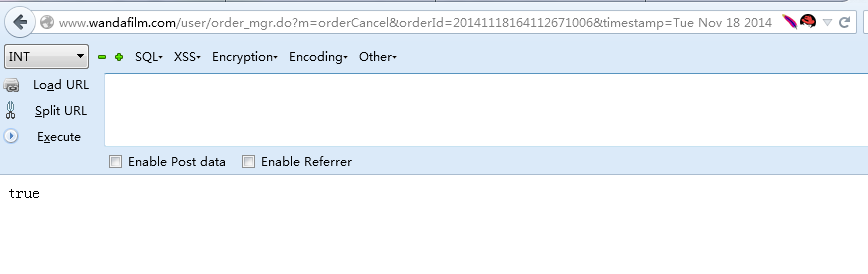 www.wandafilm.com/user/order_mgr.do?m=orderCancel&orderId=20141118164112671006&timestamp=Tue Nov 18 2014
INT SQL▾ XSS▾ Encryption▾ Encoding▾ Other▾
Load URL
Split URL
Execute
Enable Post data Enable Referrer
true